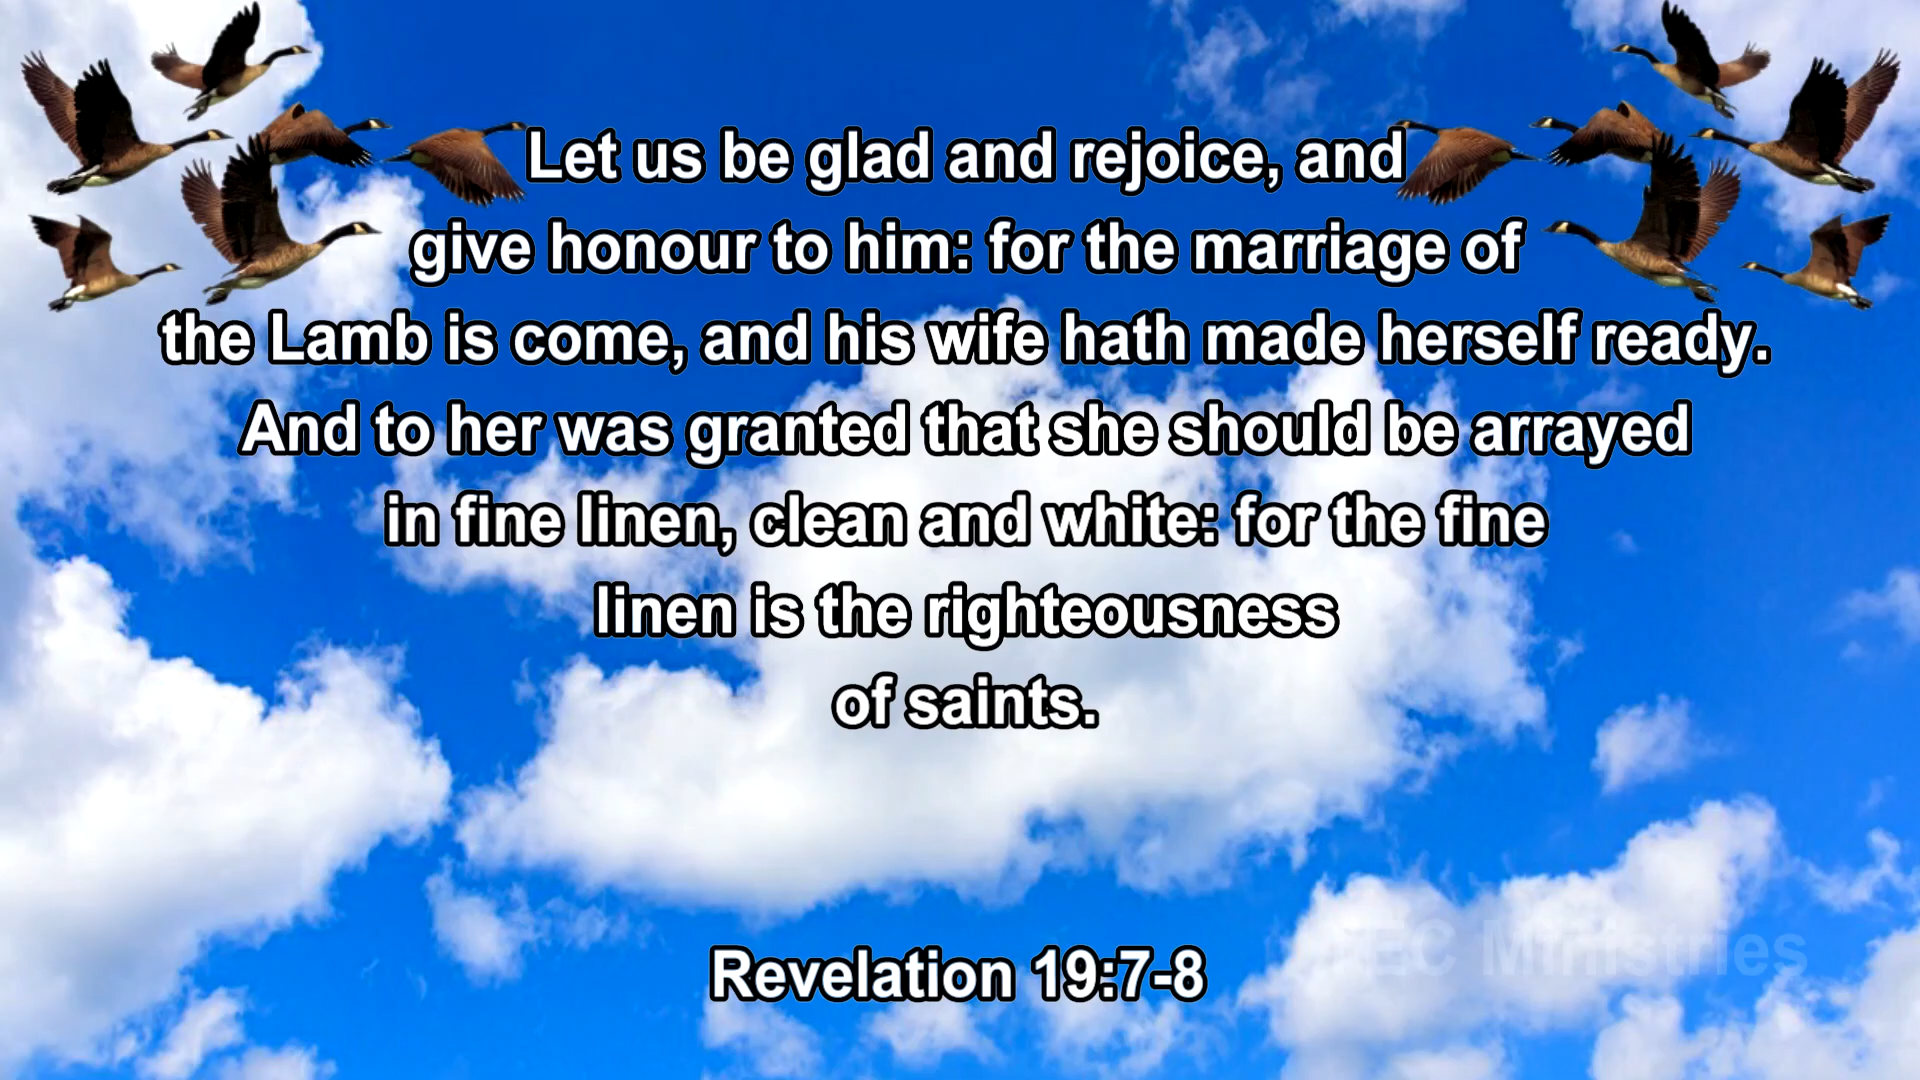 Let us be glad and rejoice, and
give honour to him: for the marriage of
the Lamb is come, and his wife hath made herself ready.
And to her was granted that she should be arrayed
in fine linen, clean and white: for the fine
linen is the righteousness
of saints.
Revelation 19:7-8
Ministries